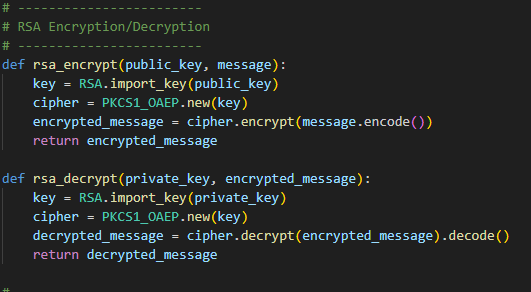 # -----------------------
# RSA Encryption/Decryption
# -----------------------
def rsa_encrypt(public_key, message):
    key = RSA.import_key(public_key)
    cipher = PKCS1_OAEP.new(key)
    encrypted_message = cipher.encrypt(message.encode())
    return encrypted_message

def rsa_decrypt(private_key, encrypted_message):
    key = RSA.import_key(private_key)
    cipher = PKCS1_OAEP.new(key)
    decrypted_message = cipher.decrypt(encrypted_message).decode()
    return decrypted_message

#